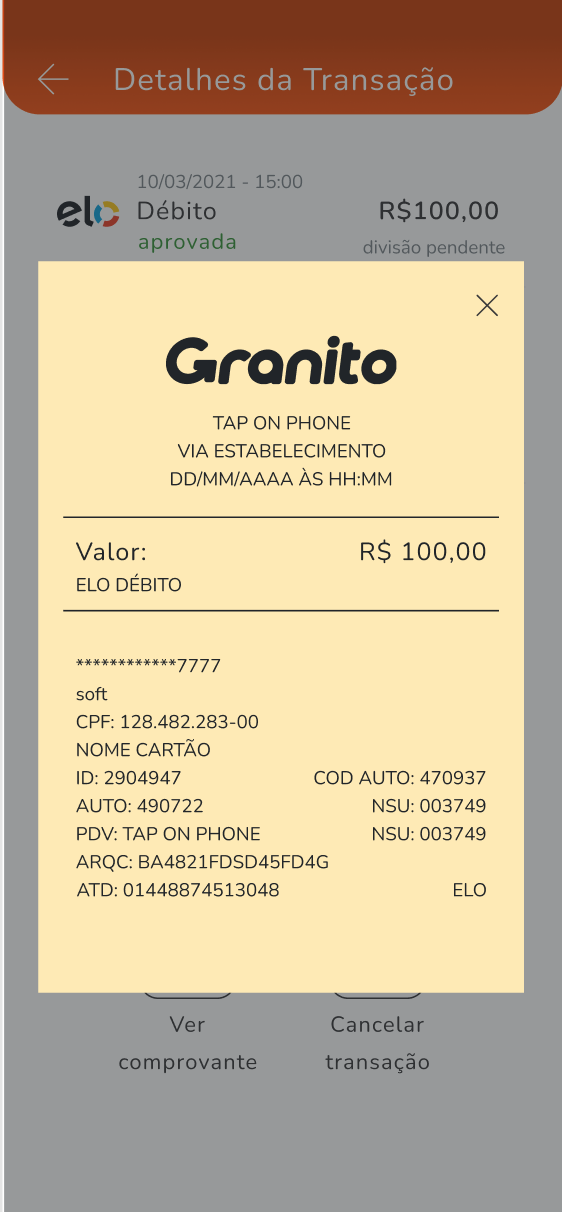 Detalhes da Transação
10/03/2021 - 15:00
elo Débito R$100,00
aprovada
divisão pendente
Granito
TAP ON PHONE
VIA ESTABELECIMENTO
DD/MM/AAAA ÀS HH:MM
Valor: R$ 100,00
ELO DÉBITO
************7777
soft
CPF: 128.482.283-00
NOME CARTÃO
ID: 2904947 COD AUTO: 470937
AUTO: 490722 NSU: 003749
PDV: TAP ON PHONE NSU: 003749
ARQC: BA4821FDSD45FD4G
ATD: 01448874513048 ELO
Ver Cancelar
comprovante transação